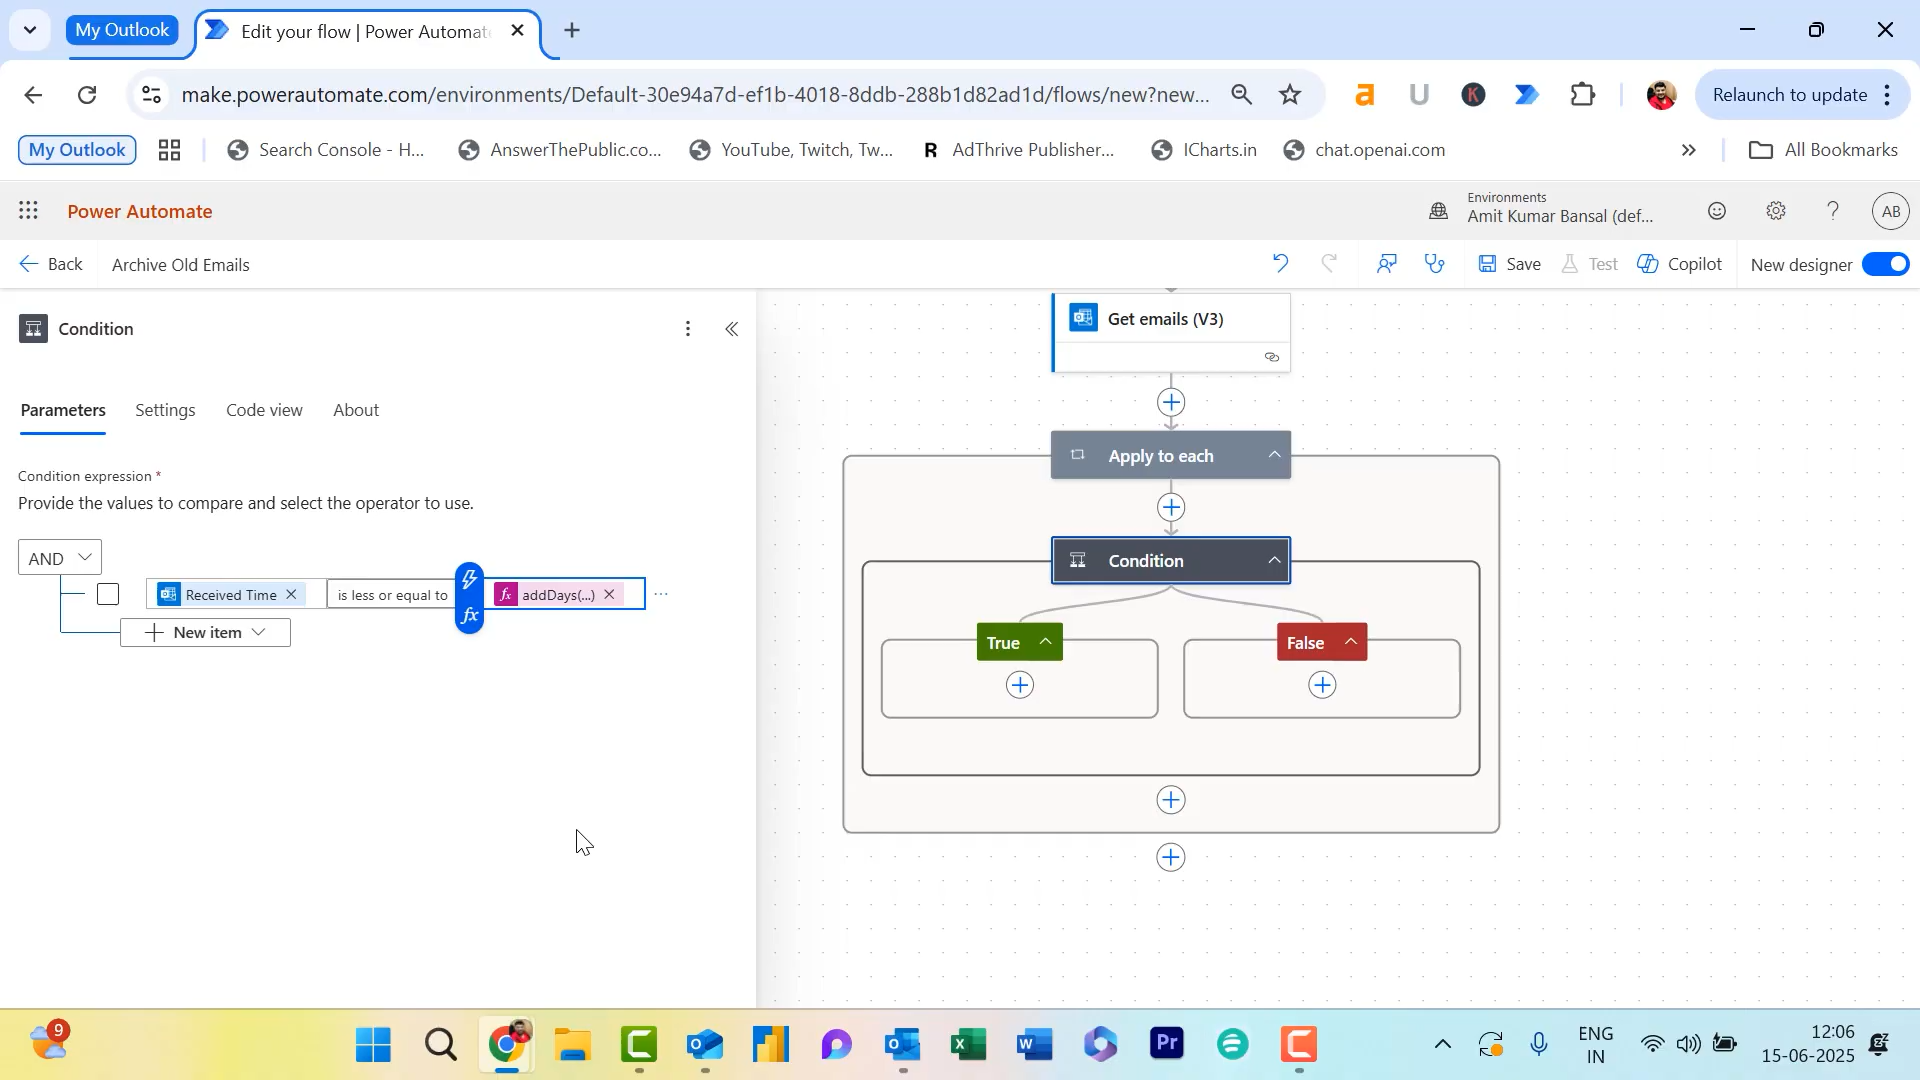 My Outlook
Edit your flow | Power Automat
make.powerautomate.com/environments/Default-30e94a7d-ef1b-4018-8ddb-288b1d82ad1d/flows/new?new...
Relaunch to update
My Outlook
Search Console - H...
AnswerThePublic.co...
YouTube, Twitch, Tw...
R AdThrive Publisher...
ICharts.in
chat.openai.com
All Bookmarks
Power Automate
Environments
Amit Kumar Bansal (def...
AB
Back
Archive Old Emails
Save
Test
Copilot
New designer
Condition
Parameters
Settings
Code view
About
Condition expression *
Provide the values to compare and select the operator to use.
AND
Received Time
is less or equal to
fx
fx addDays(...)
New item
Get emails (V3)
Apply to each
Condition
True
False
9
Pr
ENG
IN
12:06
15-06-2025